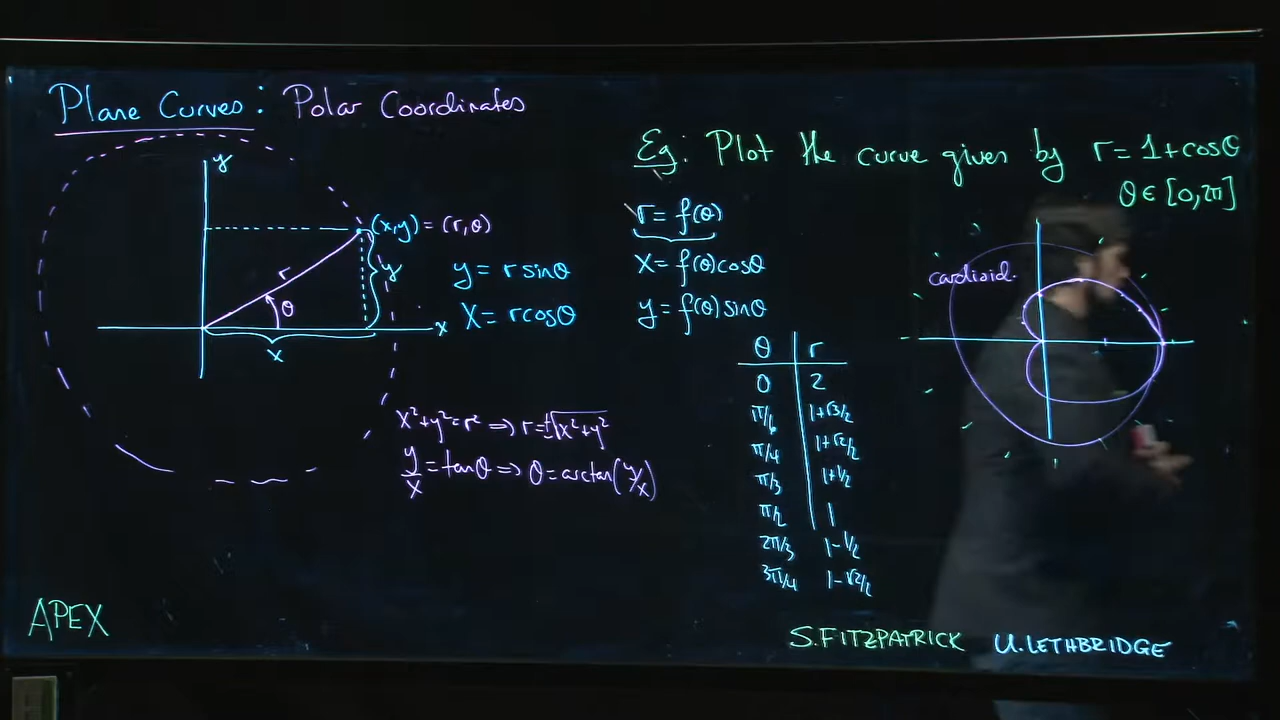 Plane Curves: Polar Coordinates
y
(x,y) = (r,θ)
r
θ
y
x
x
y = r sinθ
x = r cosθ
x²+y²=r² ⇒ r=±√x²+y²
y/x = tanθ ⇒ θ = arctan(y/x)
APEX
Eg: Plot the curve given by r = 1+cosθ
θ ∈ [0,2π]
r = f(θ)
x = f(θ)cosθ
y = f(θ)sinθ
cardioid.
θ r
0 2
π/6 1+√3/2
π/4 1+√2/2
π/3 1+1/2
π/2 1
2π/3 1-1/2
3π/4 1-√2/2
S.FITZPATRICK U.LETHBRIDGE